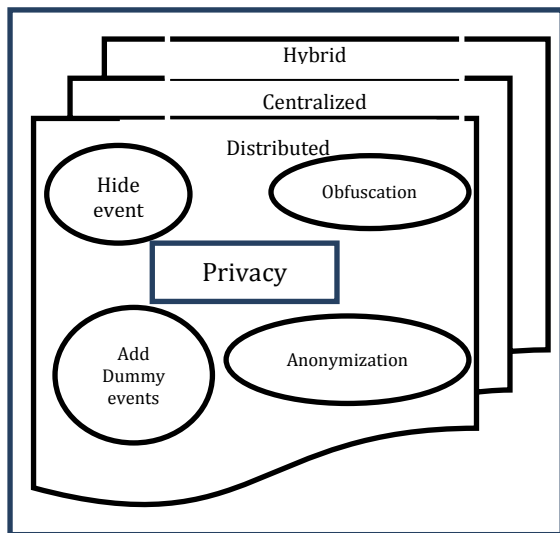 Hybrid
Centralized
Distributed
Hide
event
Obfuscation
Privacy
Add
Dummy
events
Anonymization